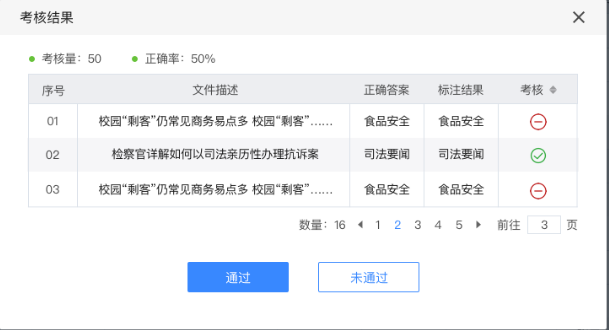 考核结果
考核量：50 正确率：50%
序号 文件描述 正确答案 标注结果 考核
01 校园“剩客”仍常见商务易点多 校园“剩客”…… 食品安全 食品安全
02 检察官详解如何以司法亲历性办理抗诉案 司法要闻 司法要闻
03 校园“剩客”仍常见商务易点多 校园“剩客”…… 食品安全 食品安全
数量：16 1 2 3 4 5 前往 3 页
通过 未通过